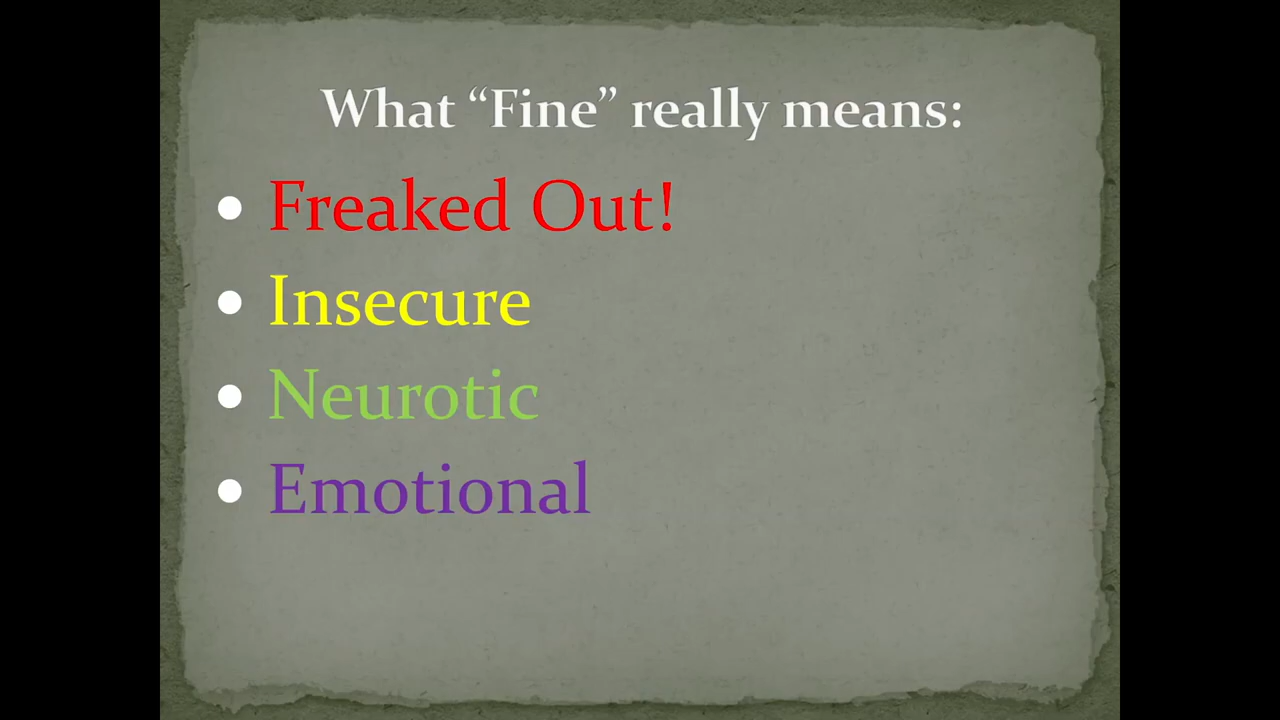 What “Fine” really means:
• Freaked Out!
• Insecure
• Neurotic
• Emotional